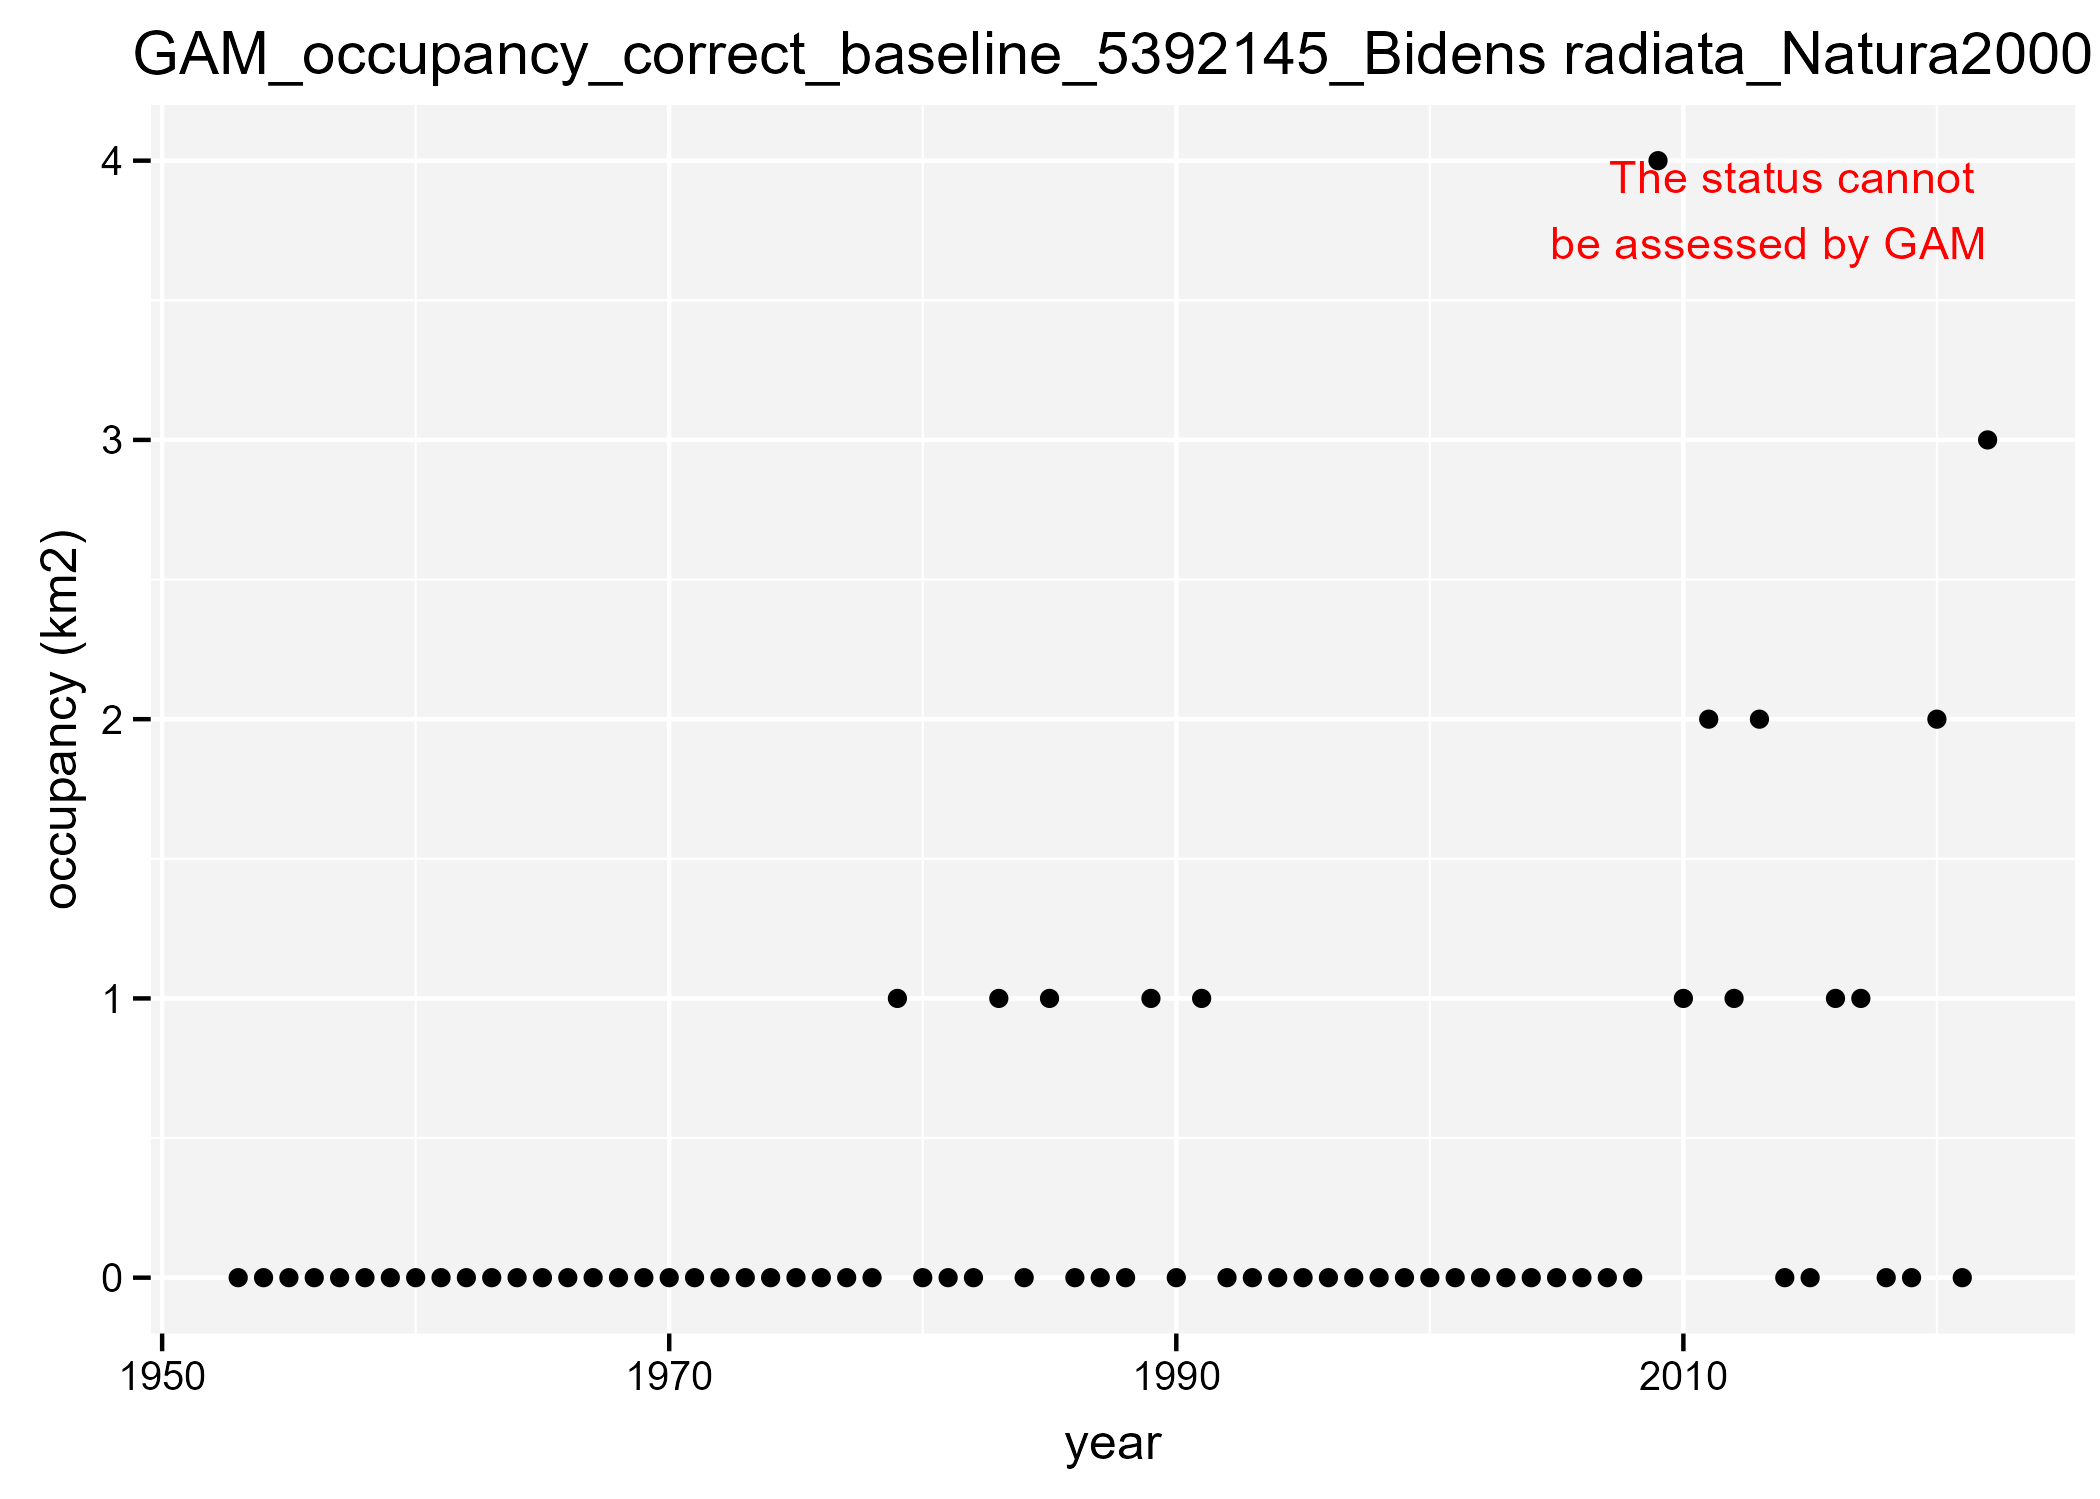 GAM_occupancy_correct_baseline_5392145_Bidens radiata_Natura2000
4
The status cannot
be assessed by GAM
3
occupancy (km2)
2
1
0
1950 1970 1990 2010
year